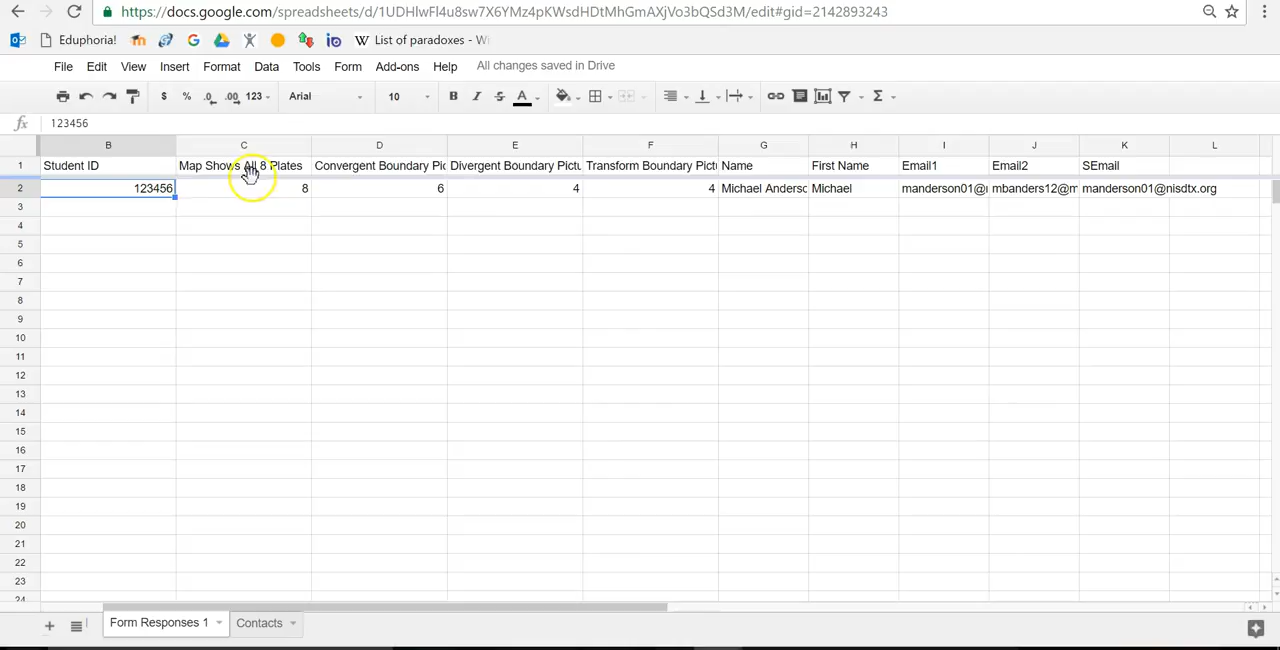 https://docs.google.com/spreadsheets/d/1UDHlwFl4u8sw7X6YMz4pKWsdHDtMhGmAXjVo3bQSd3M/edit#gid=2142893243
Eduphoria! List of paradoxes - Wi
File Edit View Insert Format Data Tools Form Add-ons Help All changes saved in Drive
$ % .0 .00 123 Arial 10 B I S A Σ
fx 123456
B C D E F G H I J K L
1 Student ID Map Shows All 8 Plates Convergent Boundary Pic Divergent Boundary Pictu Transform Boundary Pictu Name First Name Email1 Email2 SEmail
2 123456 8 6 4 4 Michael Anderso Michael manderson01@ mbanders12@m manderson01@nisdtx.org
3
4
5
6
7
8
9
10
11
12
13
14
15
16
17
18
19
20
21
22
23
24
Form Responses 1 Contacts